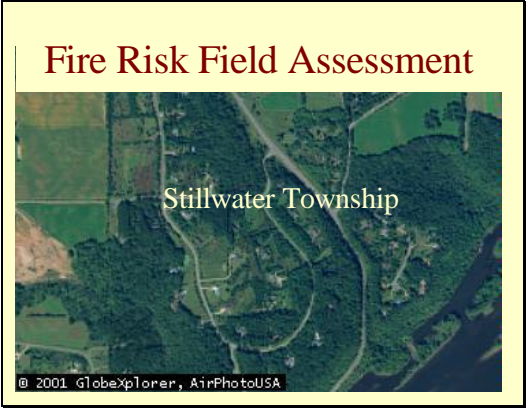 Fire Risk Field Assessment
Stillwater Township
© 2001 GlobeXplorer, AirPhotoUSA